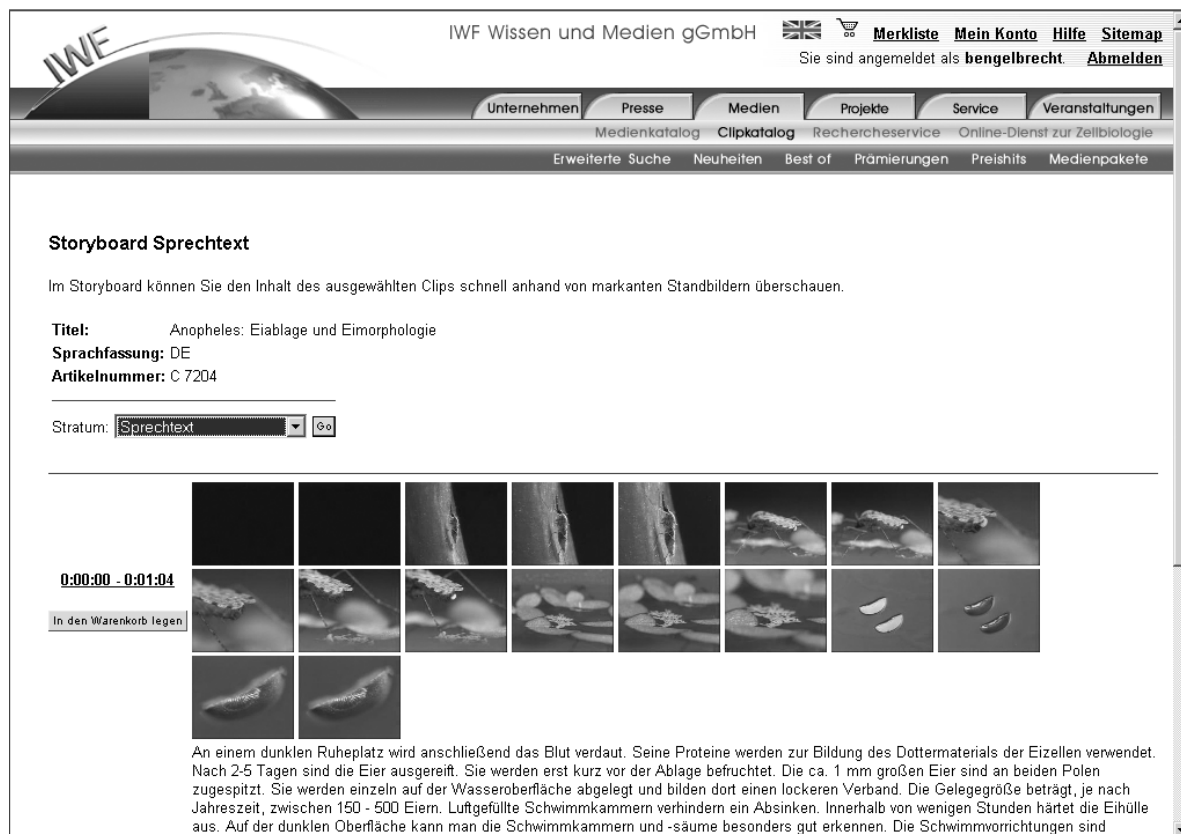 IWF
IWF Wissen und Medien gGmbH
Merkliste Mein Konto Hilfe Sitemap
Sie sind angemeldet als bengelbrecht. Abmelden
Unternehmen Presse Medien Projekte Service Veranstaltungen
Medienkatalog Clipkatalog Rechercheservice Online-Dienst zur Zellbiologie
Erweiterte Suche Neuheiten Best of Prämierungen Preishits Medienpakete
Storyboard Sprechtext
Im Storyboard können Sie den Inhalt des ausgewählten Clips schnell anhand von markanten Standbildern überschauen.
Titel: Anopheles: Eiablage und Eimorphologie
Sprachfassung: DE
Artikelnummer: C 7204
Stratum: Sprechtext Go
0:00:00 - 0:01:04
In den Warenkorb legen
An einem dunklen Ruheplatz wird anschließend das Blut verdaut. Seine Proteine werden zur Bildung des Dottermaterials der Eizellen verwendet.
Nach 2-5 Tagen sind die Eier ausgereift. Sie werden erst kurz vor der Ablage befruchtet. Die ca. 1 mm großen Eier sind an beiden Polen
zugespitzt. Sie werden einzeln auf der Wasseroberfläche abgelegt und bilden dort einen lockeren Verband. Die Gelegegröße beträgt, je nach
Jahreszeit, zwischen 150 - 500 Eiern. Luftgefüllte Schwimmkammern verhindern ein Absinken. Innerhalb von wenigen Stunden härtet die Eihülle
aus. Auf der dunklen Oberfläche kann man die Schwimmkammern und -säume besonders gut erkennen. Die Schwimmvorrichtungen sind